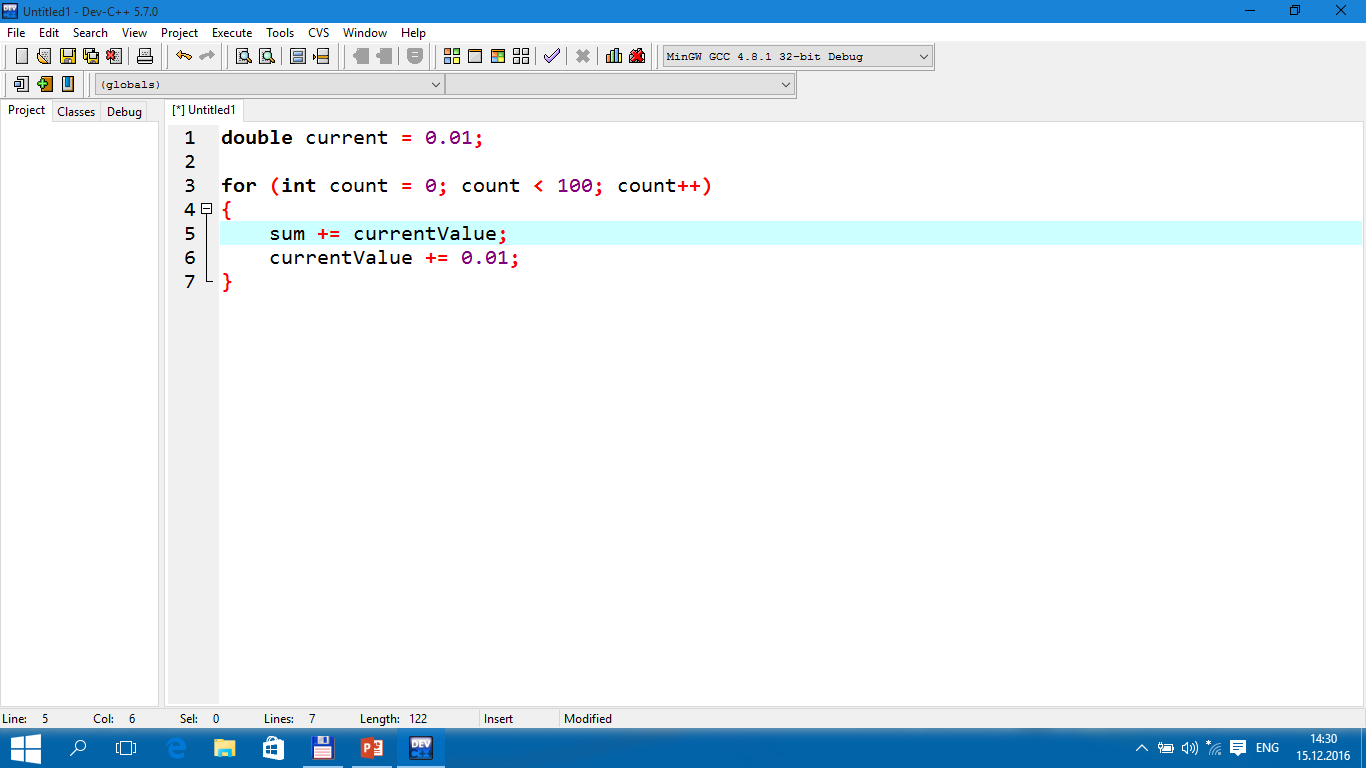 Untitled1 - Dev-C++ 5.7.0
File Edit Search View Project Execute Tools CVS Window Help
MinGW GCC 4.8.1 32-bit Debug
(globals)
Project Classes Debug [*] Untitled1
1 double current = 0.01;
2
3 for (int count = 0; count < 100; count++)
4 {
5 sum += currentValue;
6 currentValue += 0.01;
7 }
Line: 5 Col: 6 Sel: 0 Lines: 7 Length: 122 Insert Modified
DEV C++ ENG 14:30
15.12.2016